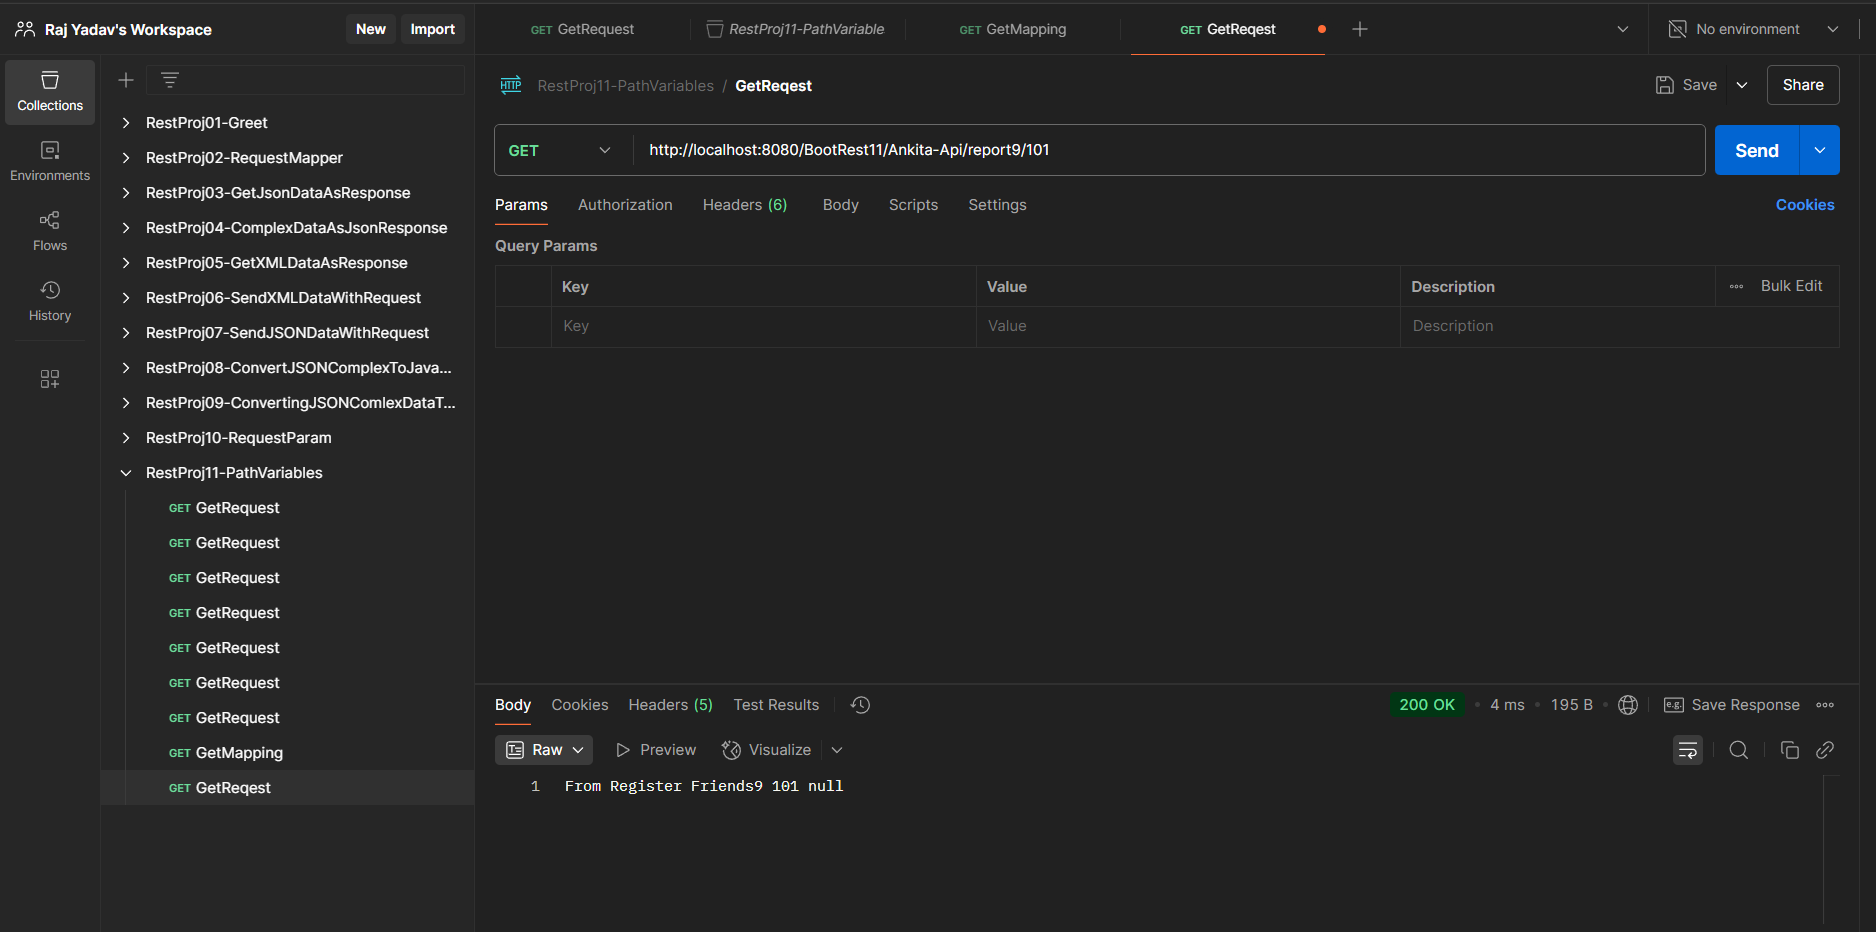 Raj Yadav's Workspace
New
Import
GET GetRequest
RestProj11-PathVariable
GET GetMapping
GET GetReqest
No environment
Collections
Environments
Flows
History
RestProj01-Greet
RestProj02-RequestMapper
RestProj03-GetJsonDataAsResponse
RestProj04-ComplexDataAsJsonResponse
RestProj05-GetXMLDataAsResponse
RestProj06-SendXMLDataWithRequest
RestProj07-SendJSONDataWithRequest
RestProj08-ConvertJSONComplexToJava...
RestProj09-ConvertingJSONComlexDataT...
RestProj10-RequestParam
RestProj11-PathVariables
GET GetRequest
GET GetRequest
GET GetRequest
GET GetRequest
GET GetRequest
GET GetRequest
GET GetRequest
GET GetMapping
GET GetReqest
HTTP RestProj11-PathVariables / GetReqest
Save
Share
GET
http://localhost:8080/BootRest11/Ankita-Api/report9/101
Send
Params Authorization Headers (6) Body Scripts Settings
Cookies
Query Params
Key Value Description Bulk Edit
Key Value Description
Body Cookies Headers (5) Test Results
200 OK • 4 ms • 195 B •
e.g. Save Response
Raw Preview Visualize
1 From Register Friends9 101 null